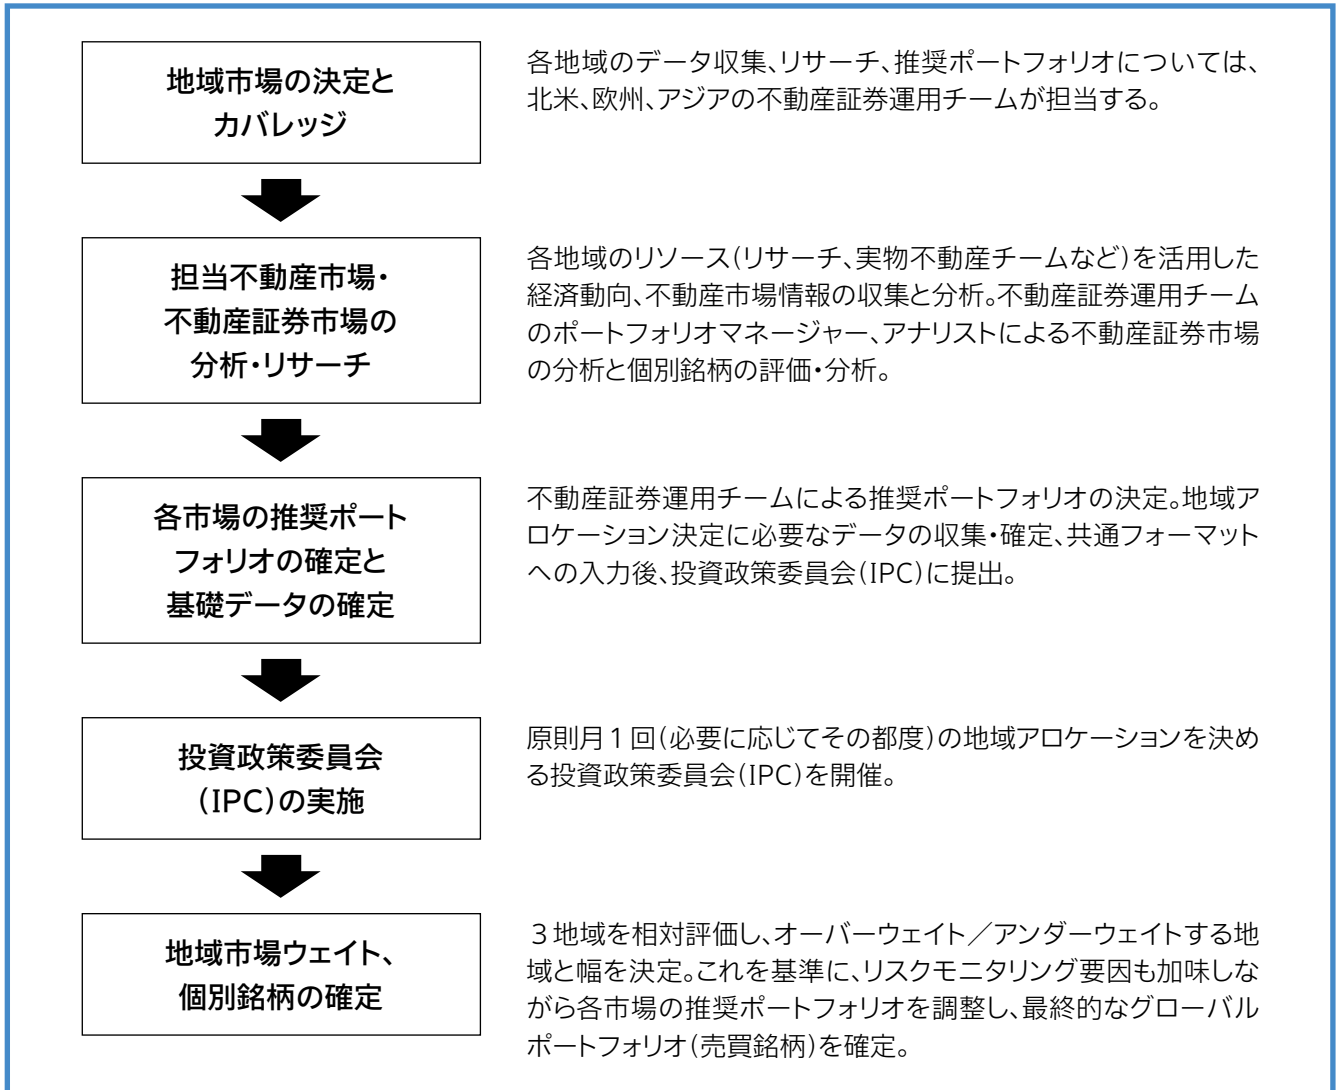 地域市場の決定と
カバレッジ
各地域のデータ収集、リサーチ、推奨ポートフォリオについては、
北米、欧州、アジアの不動産証券運用チームが担当する。
担当不動産市場・
不動産証券市場の
分析・リサーチ
各地域のリソース(リサーチ、実物不動産チームなど)を活用した
経済動向、不動産市場情報の収集と分析。不動産証券運用チーム
のポートフォリオマネージャー、アナリストによる不動産証券市場
の分析と個別銘柄の評価・分析。
各市場の推奨ポート
フォリオの確定と
基礎データの確定
不動産証券運用チームによる推奨ポートフォリオの決定。地域ア
ロケーション決定に必要なデータの収集・確定、共通フォーマット
への入力後、投資政策委員会(IPC)に提出。
投資政策委員会
(IPC)の実施
原則月1回(必要に応じてその都度)の地域アロケーションを決め
る投資政策委員会(IPC)を開催。
地域市場ウェイト、
個別銘柄の確定
3地域を相対評価し、オーバーウェイト/アンダーウェイトする地
域と幅を決定。これを基準に、リスクモニタリング要因も加味しな
がら各市場の推奨ポートフォリオを調整し、最終的なグローバル
ポートフォリオ(売買銘柄)を確定。